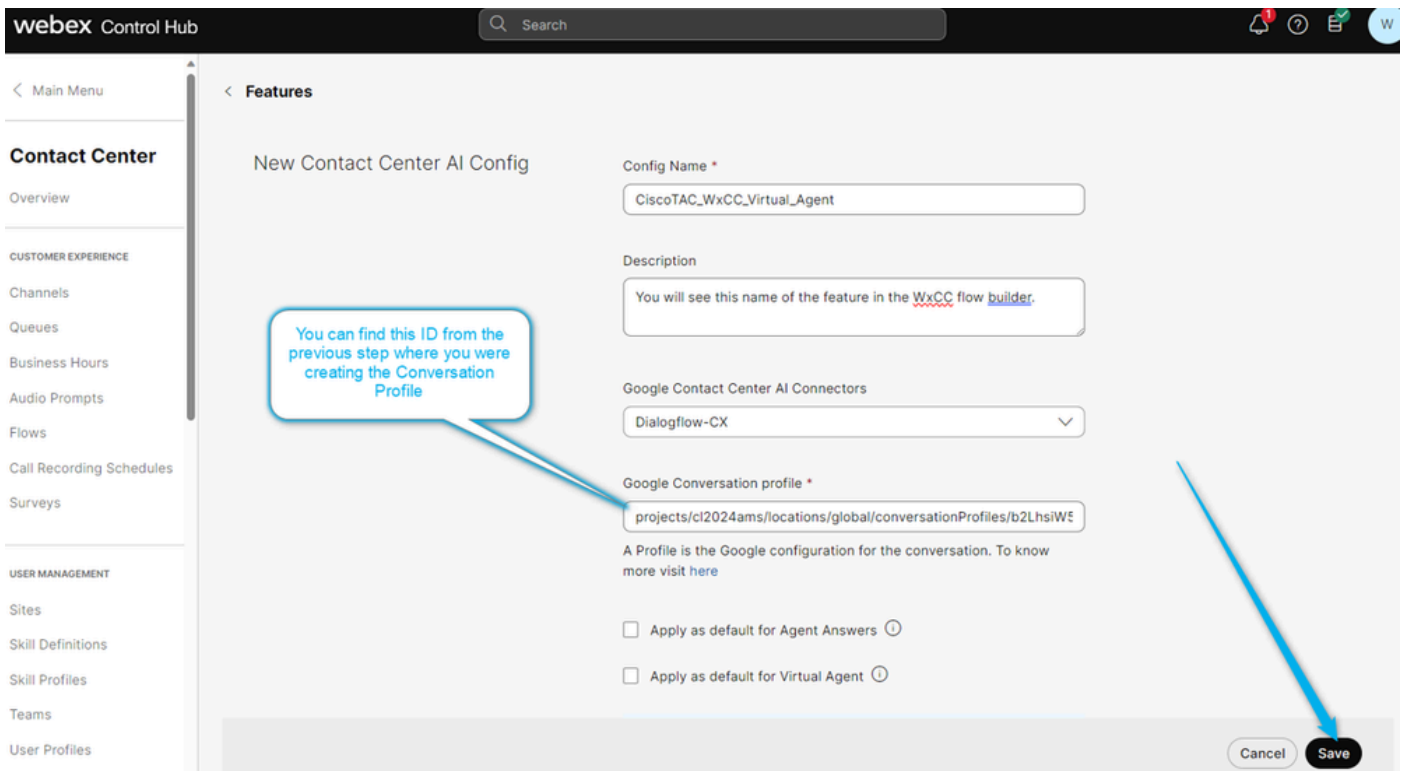 webex Control Hub
Search
1
W
Main Menu
Features
Contact Center
Overview
CUSTOMER EXPERIENCE
Channels
Queues
Business Hours
Audio Prompts
Flows
Call Recording Schedules
Surveys
USER MANAGEMENT
Sites
Skill Definitions
Skill Profiles
Teams
User Profiles
New Contact Center AI Config
Config Name *
CiscoTAC_WxCC_Virtual_Agent
Description
You will see this name of the feature in the WxCC flow builder.
You can find this ID from the
previous step where you were
creating the Conversation
Profile
Google Contact Center AI Connectors
Dialogflow-CX
Google Conversation profile *
projects/cl2024ams/locations/global/conversationProfiles/b2LhsiW5
A Profile is the Google configuration for the conversation. To know
more visit here
Apply as default for Agent Answers
Apply as default for Virtual Agent
Cancel
Save